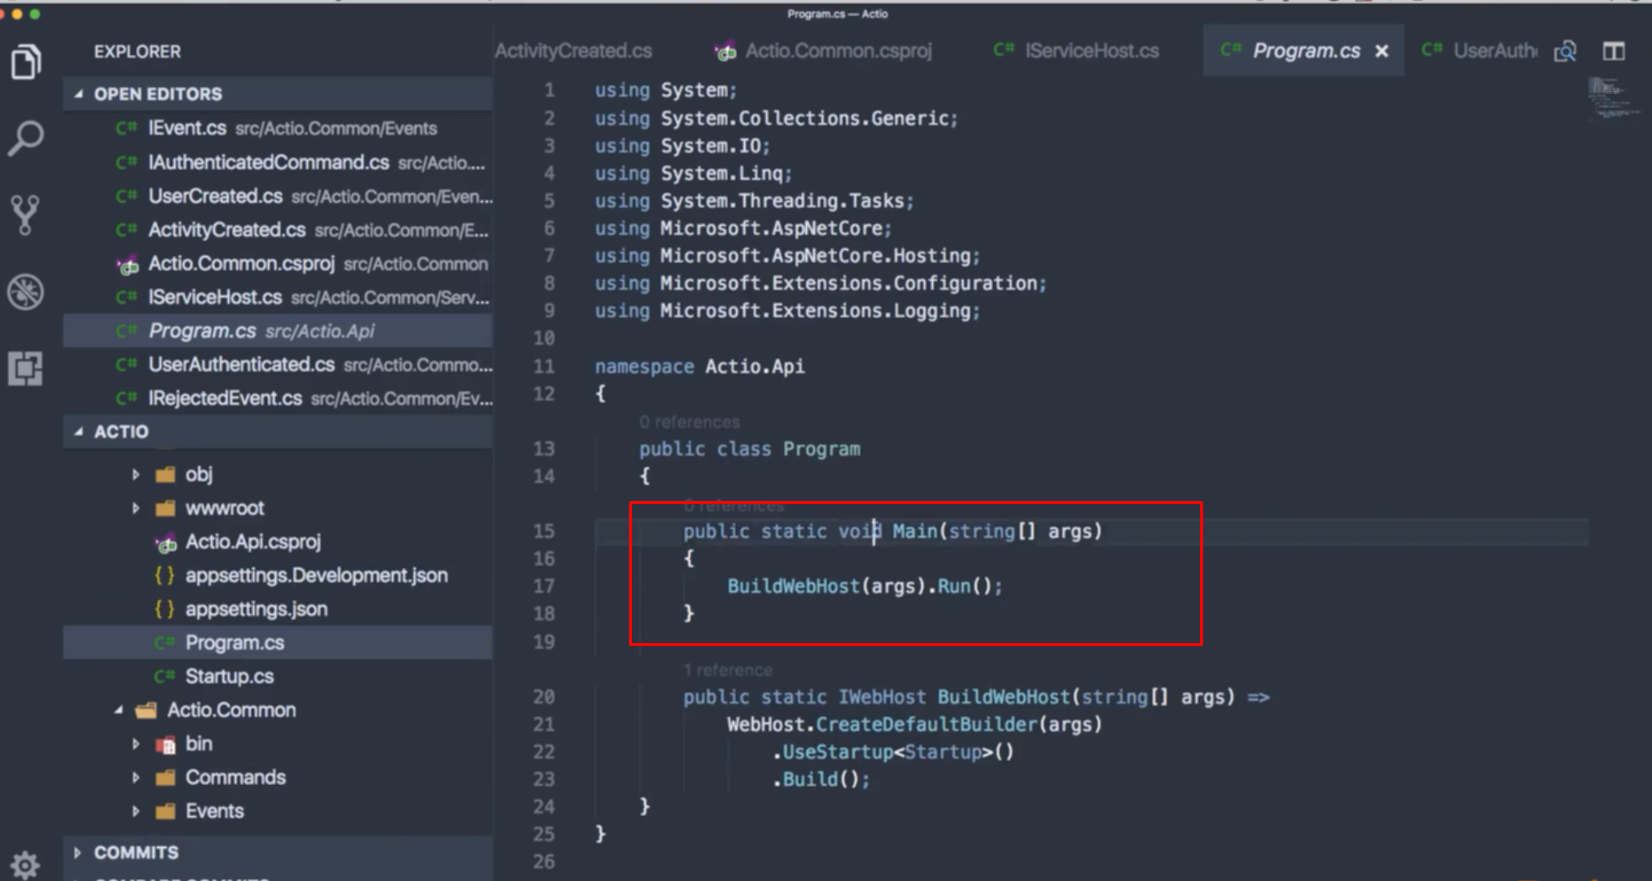 Program.cs — Actio
EXPLORER
ActivityCreated.cs
Actio.Common.csproj
C# IServiceHost.cs
C# Program.cs ×
C# UserAuthe
OPEN EDITORS
C# IEvent.cs src/Actio.Common/Events
C# IAuthenticatedCommand.cs src/Actio....
C# UserCreated.cs src/Actio.Common/Even...
C# ActivityCreated.cs src/Actio.Common/E...
Actio.Common.csproj src/Actio.Common
C# IServiceHost.cs src/Actio.Common/Serv...
C# Program.cs src/Actio.Api
C# UserAuthenticated.cs src/Actio.Commo...
C# IRejectedEvent.cs src/Actio.Common/Ev...
ACTIO
obj
wwwroot
Actio.Api.csproj
{ } appsettings.Development.json
{ } appsettings.json
C# Program.cs
C# Startup.cs
Actio.Common
bin
Commands
Events
COMMITS
1 using System;
2 using System.Collections.Generic;
3 using System.IO;
4 using System.Linq;
5 using System.Threading.Tasks;
6 using Microsoft.AspNetCore;
7 using Microsoft.AspNetCore.Hosting;
8 using Microsoft.Extensions.Configuration;
9 using Microsoft.Extensions.Logging;
10
11 namespace Actio.Api
12 {
0 references
13 public class Program
14 {
0 references
15 public static void Main(string[] args)
16 {
17 BuildWebHost(args).Run();
18 }
19
1 reference
20 public static IWebHost BuildWebHost(string[] args) =>
21 WebHost.CreateDefaultBuilder(args)
22 .UseStartup<Startup>()
23 .Build();
24 }
25 }
26